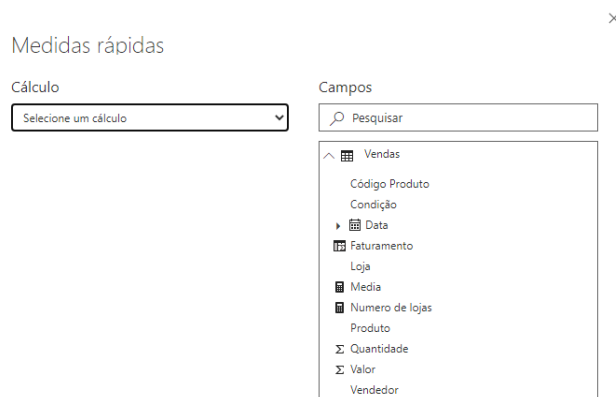 Medidas rápidas
Cálculo
Selecione um cálculo
Campos
Pesquisar
Vendas
Código Produto
Condição
Data
Faturamento
Loja
Media
Numero de lojas
Produto
Quantidade
Valor
Vendedor